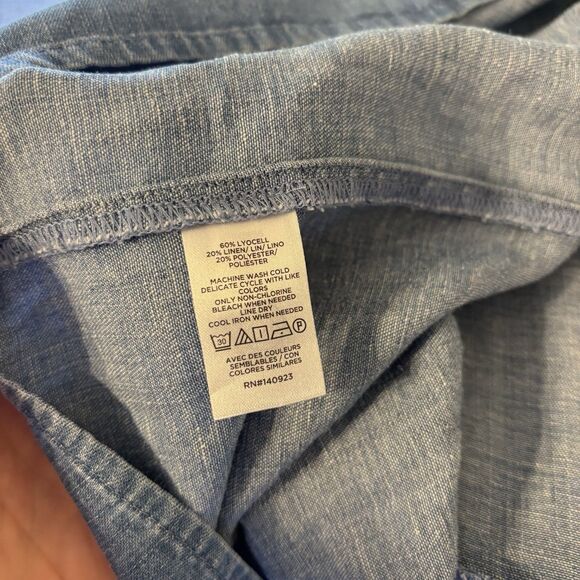 60% LYOCELL
20% LINEN/ LIN/ LINO
20% POLYESTER/
POLIÉSTER
MACHINE WASH COLD
DELICATE CYCLE WITH LIKE
COLORS
ONLY NON-CHLORINE
BLEACH WHEN NEEDED
LINE DRY
COOL IRON WHEN NEEDED
30 P
AVEC DES COULEURS
SEMBLABLES / CON
COLORES SIMILARES
RN#140923